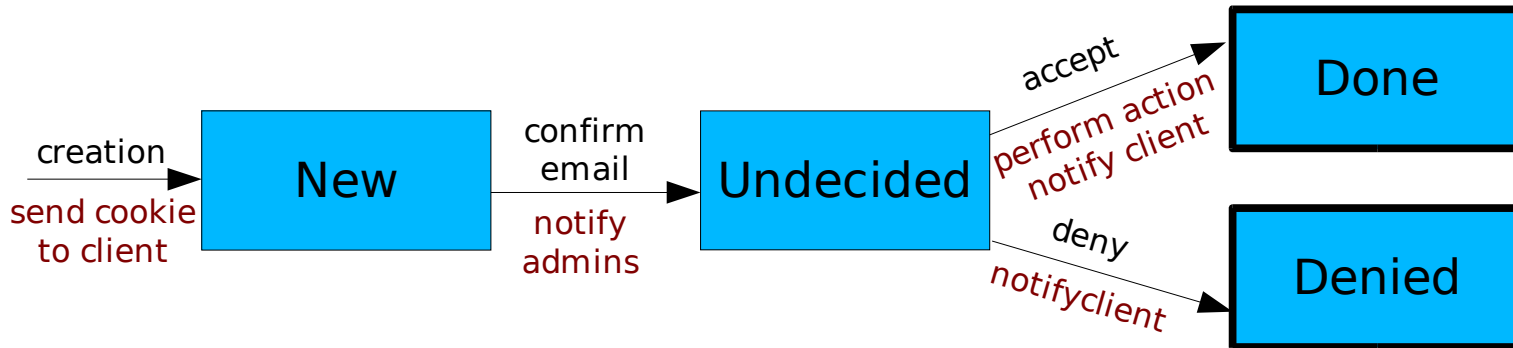 creation
send cookie
to client
New
confirm
email
notify
admins
Undecided
accept
perform action
notify client
Done
deny
notifyclient
Denied